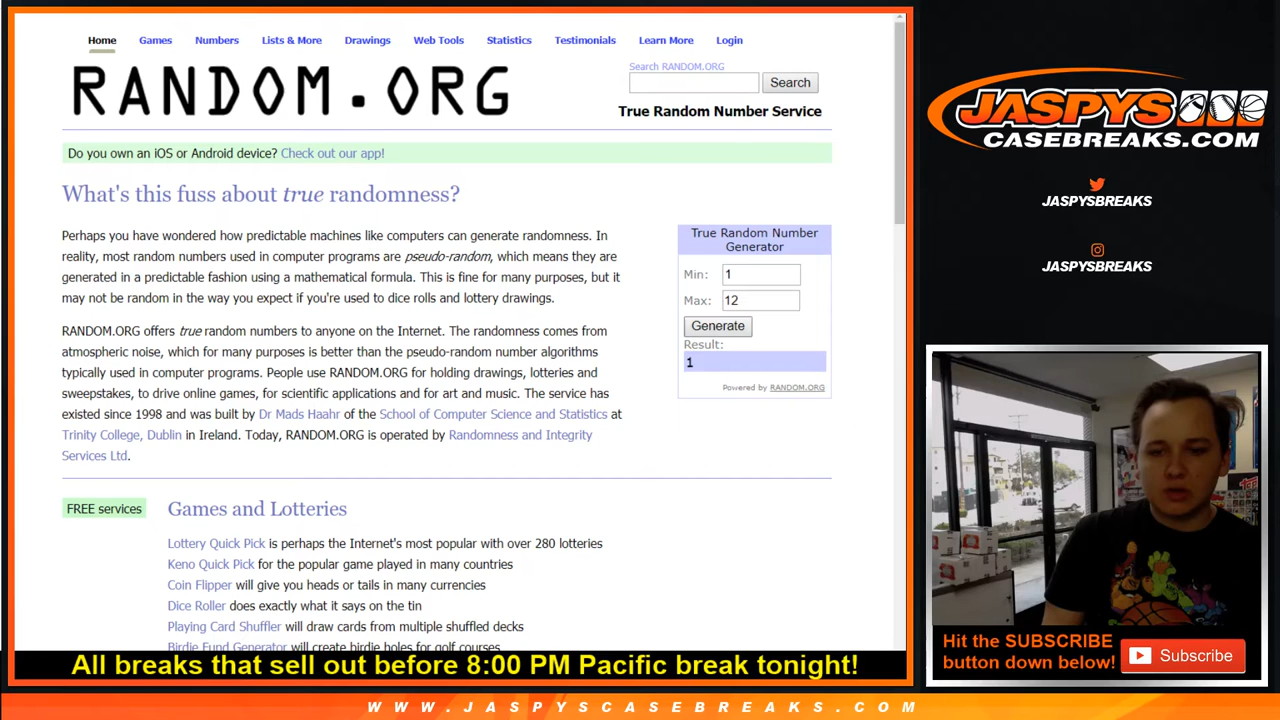 Home Games Numbers Lists & More Drawings Web Tools Statistics Testimonials Learn More Login
RANDOM.ORG
Search RANDOM.ORG
Search
True Random Number Service
Do you own an iOS or Android device? Check out our app!
What's this fuss about true randomness?
Perhaps you have wondered how predictable machines like computers can generate randomness. In
reality, most random numbers used in computer programs are pseudo-random, which means they are
generated in a predictable fashion using a mathematical formula. This is fine for many purposes, but it
may not be random in the way you expect if you're used to dice rolls and lottery drawings.
RANDOM.ORG offers true random numbers to anyone on the Internet. The randomness comes from
atmospheric noise, which for many purposes is better than the pseudo-random number algorithms
typically used in computer programs. People use RANDOM.ORG for holding drawings, lotteries and
sweepstakes, to drive online games, for scientific applications and for art and music. The service has
existed since 1998 and was built by Dr Mads Haahr of the School of Computer Science and Statistics at
Trinity College, Dublin in Ireland. Today, RANDOM.ORG is operated by Randomness and Integrity
Services Ltd.
True Random Number
Generator
Min: 1
Max: 12
Generate
Result:
1
Powered by RANDOM.ORG
FREE services
Games and Lotteries
Lottery Quick Pick is perhaps the Internet's most popular with over 280 lotteries
Keno Quick Pick for the popular game played in many countries
Coin Flipper will give you heads or tails in many currencies
Dice Roller does exactly what it says on the tin
Playing Card Shuffler will draw cards from multiple shuffled decks
Birdie Fund Generator will create birdie holes for golf courses
JASPYS
CASEBREAKS.COM
JASPYSBREAKS
JASPYSBREAKS
Hit the SUBSCRIBE
button down below!
Subscribe
All breaks that sell out before 8:00 PM Pacific break tonight!
WWW.JASPYSCASEBREAKS.COM